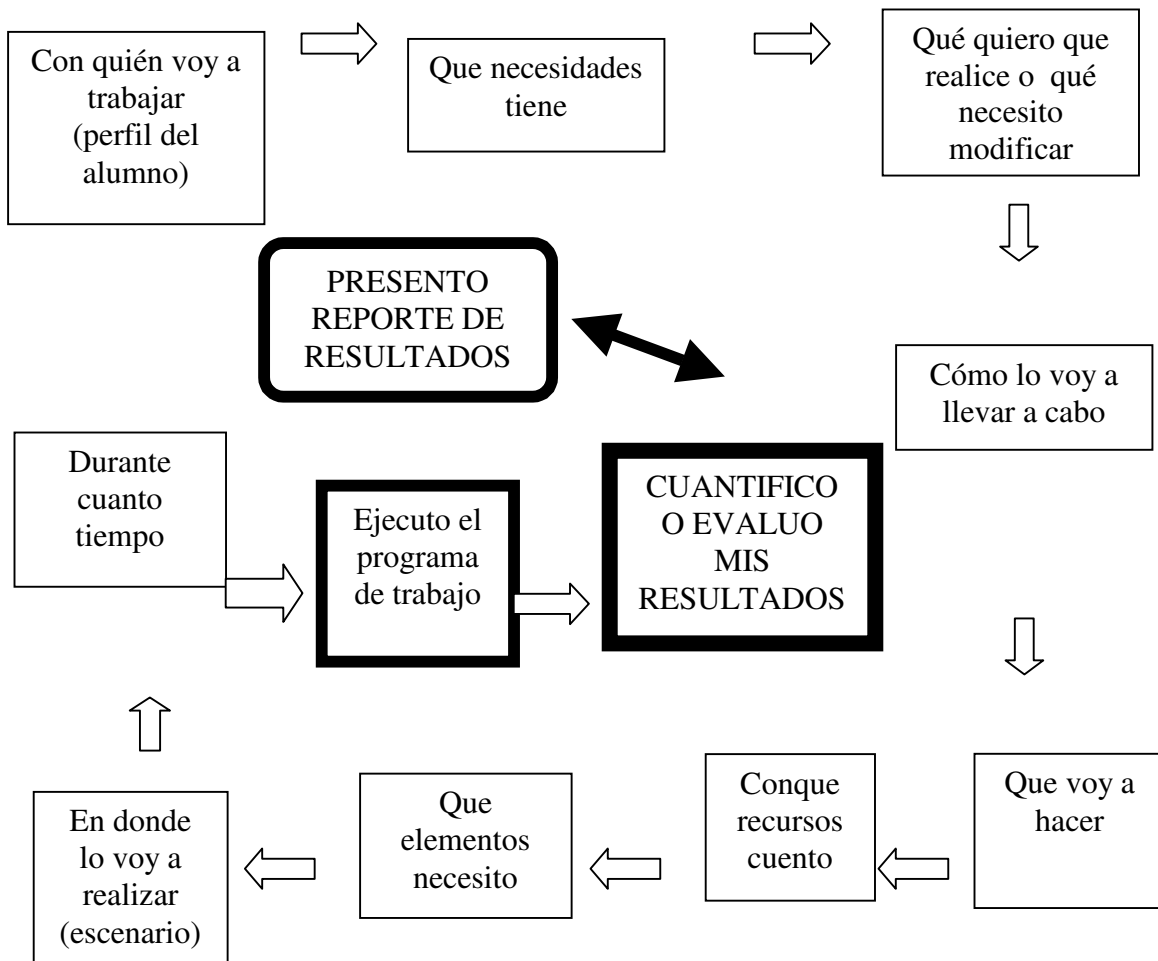 Con quién voy a
trabajar
(perfil del
alumno)
Que necesidades
tiene
Qué quiero que
realice o qué
necesito
modificar
Cómo lo voy a
llevar a cabo
Que voy a
hacer
Conque
recursos
cuento
Que
elementos
necesito
En donde
lo voy a
realizar
(escenario)
Durante
cuanto
tiempo
Ejecuto el
programa
de trabajo
CUANTIFICO
O EVALUO
MIS
RESULTADOS
PRESENTO
REPORTE DE
RESULTADOS